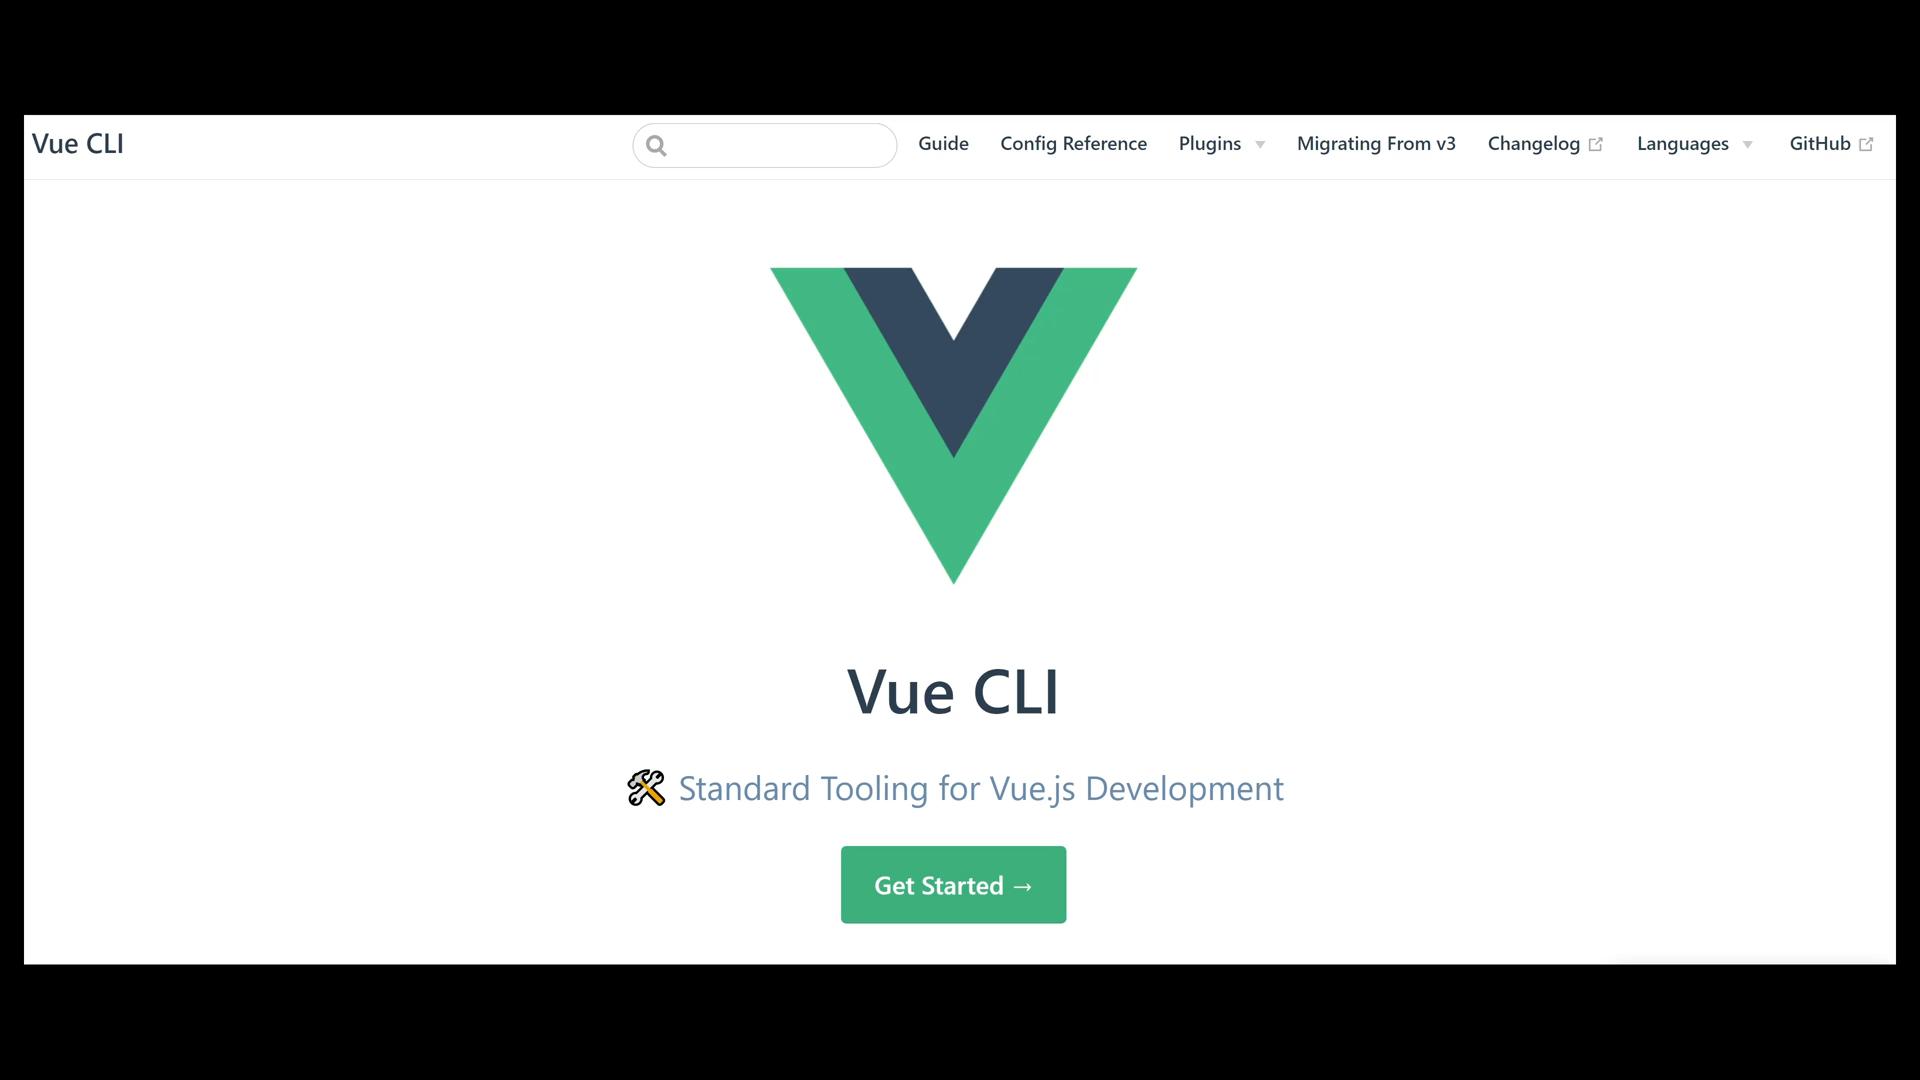 Vue CLI
Guide Config Reference Plugins Migrating From v3 Changelog Languages GitHub
Vue CLI
🛠️ Standard Tooling for Vue.js Development
Get Started →